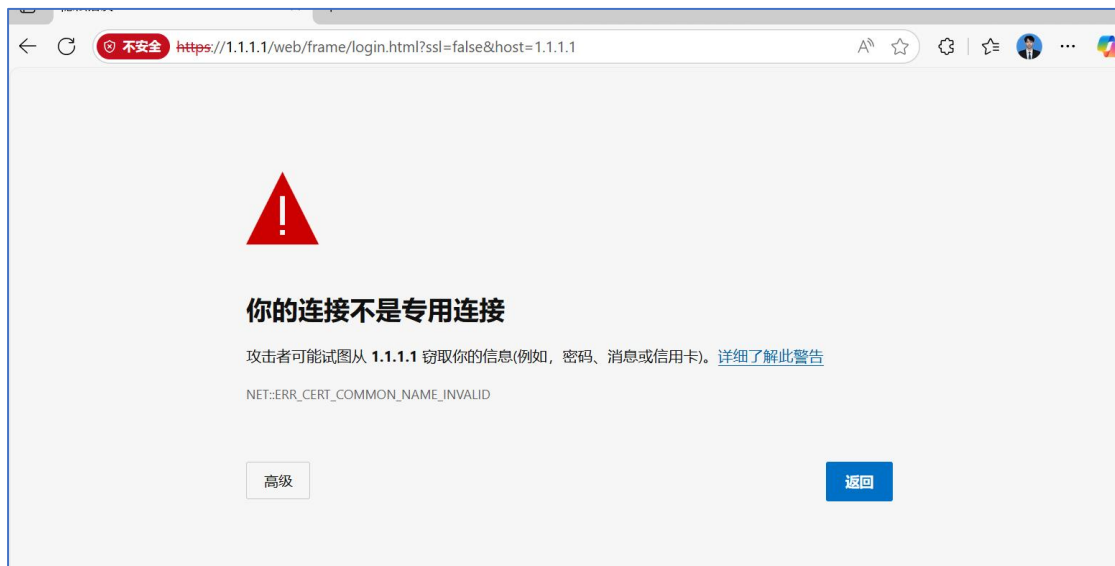 不安全 https://1.1.1.1/web/frame/login.html?ssl=false&host=1.1.1.1
你的连接不是专用连接
攻击者可能试图从 1.1.1.1 窃取你的信息(例如，密码、消息或信用卡)。详细了解此警告
NET::ERR_CERT_COMMON_NAME_INVALID
高级
返回